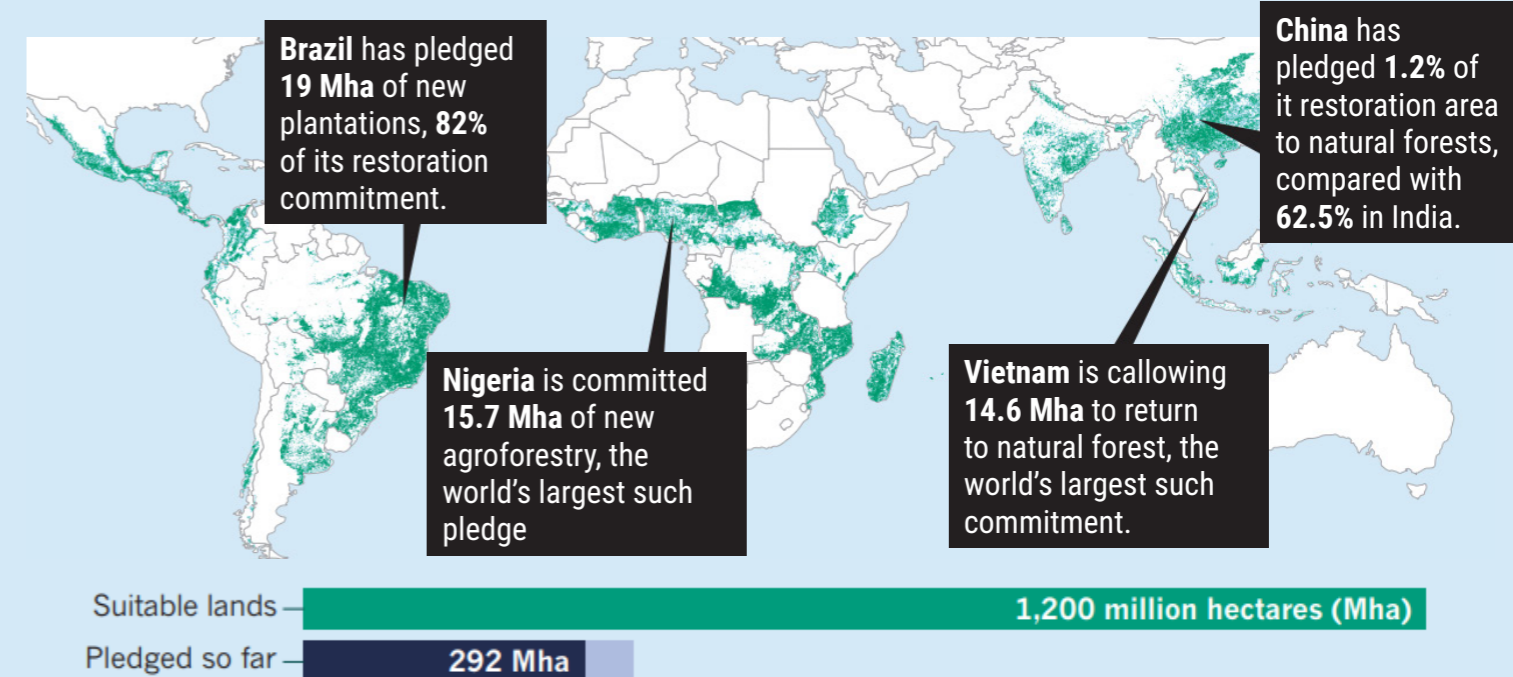 Brazil has pledged
19 Mha of new
plantations, 82%
of its restoration
commitment.
China has
pledged 1.2% of
it restoration area
to natural forests,
compared with
62.5% in India.
Nigeria is committed
15.7 Mha of new
agroforestry, the
world's largest such
pledge
Vietnam is callowing
14.6 Mha to return
to natural forest, the
world's largest such
commitment.
Suitable lands
1,200 million hectares (Mha)
Pledged so far
292 Mha